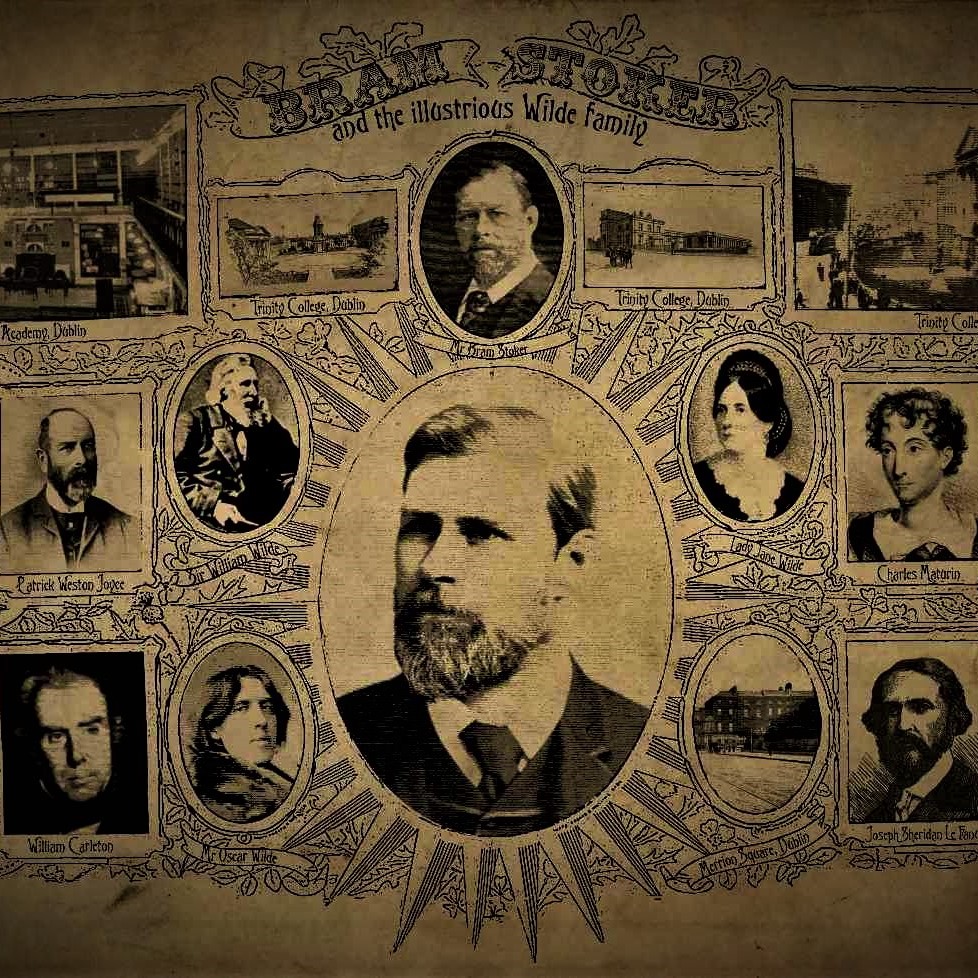 BRAM STOKER
and the illustrious Wilde family
Academy, Dublin
Trinity College, Dublin
Trinity College, Dublin
Trinity Colle
Mr Bram Stoker
Patrick Weston Joyce
Sir William Wilde
Lady Jane Wilde
Charles Maturin
William Carleton
Mr Oscar Wilde
Merrion Square, Dublin
Joseph Sheridan Le Fanu